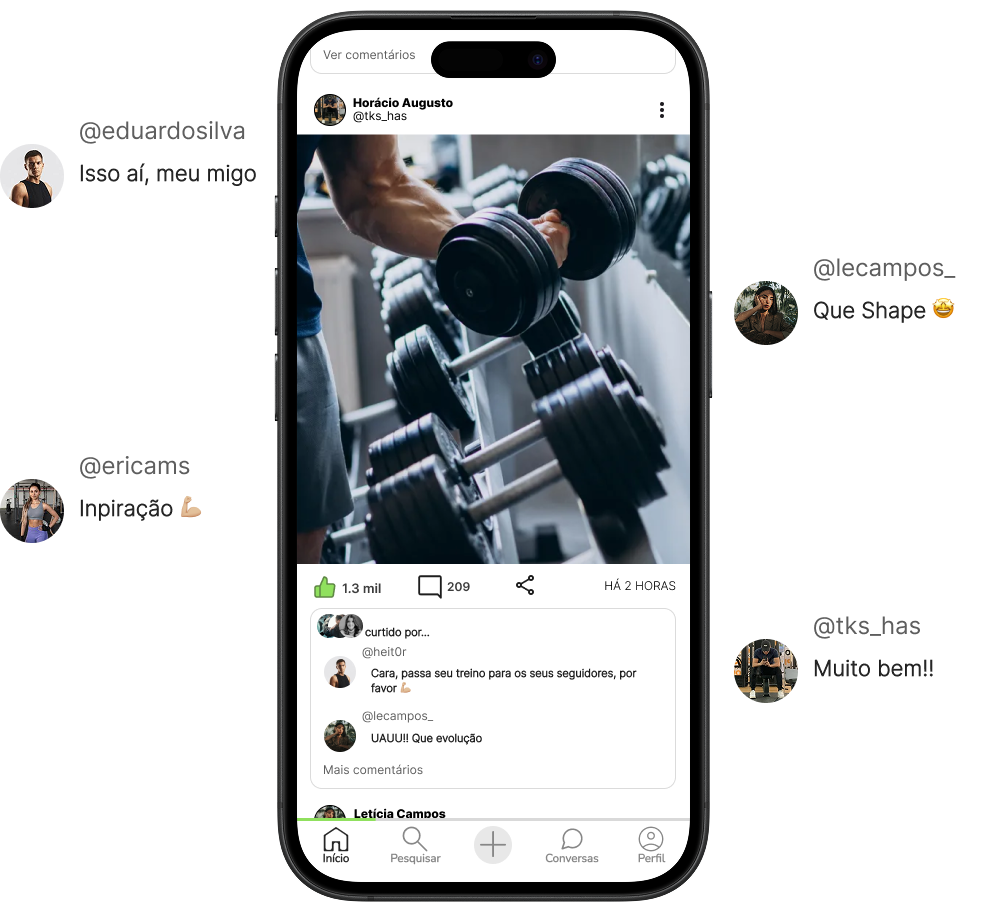 @eduardosilva
Isso aí, meu migo
@ericams
Inpiração 💪🏼
Ver comentários
Horácio Augusto
@tks_has
1.3 mil
209
HÁ 2 HORAS
curtido por...
@heit0r
Cara, passa seu treino para os seus seguidores, por
favor 💪🏼
@lecampos_
UAUU!! Que evolução
Mais comentários
Letícia Campos
Início
Pesquisar
Conversas
Perfil
@lecampos_
Que Shape 🤩
@tks_has
Muito bem!!